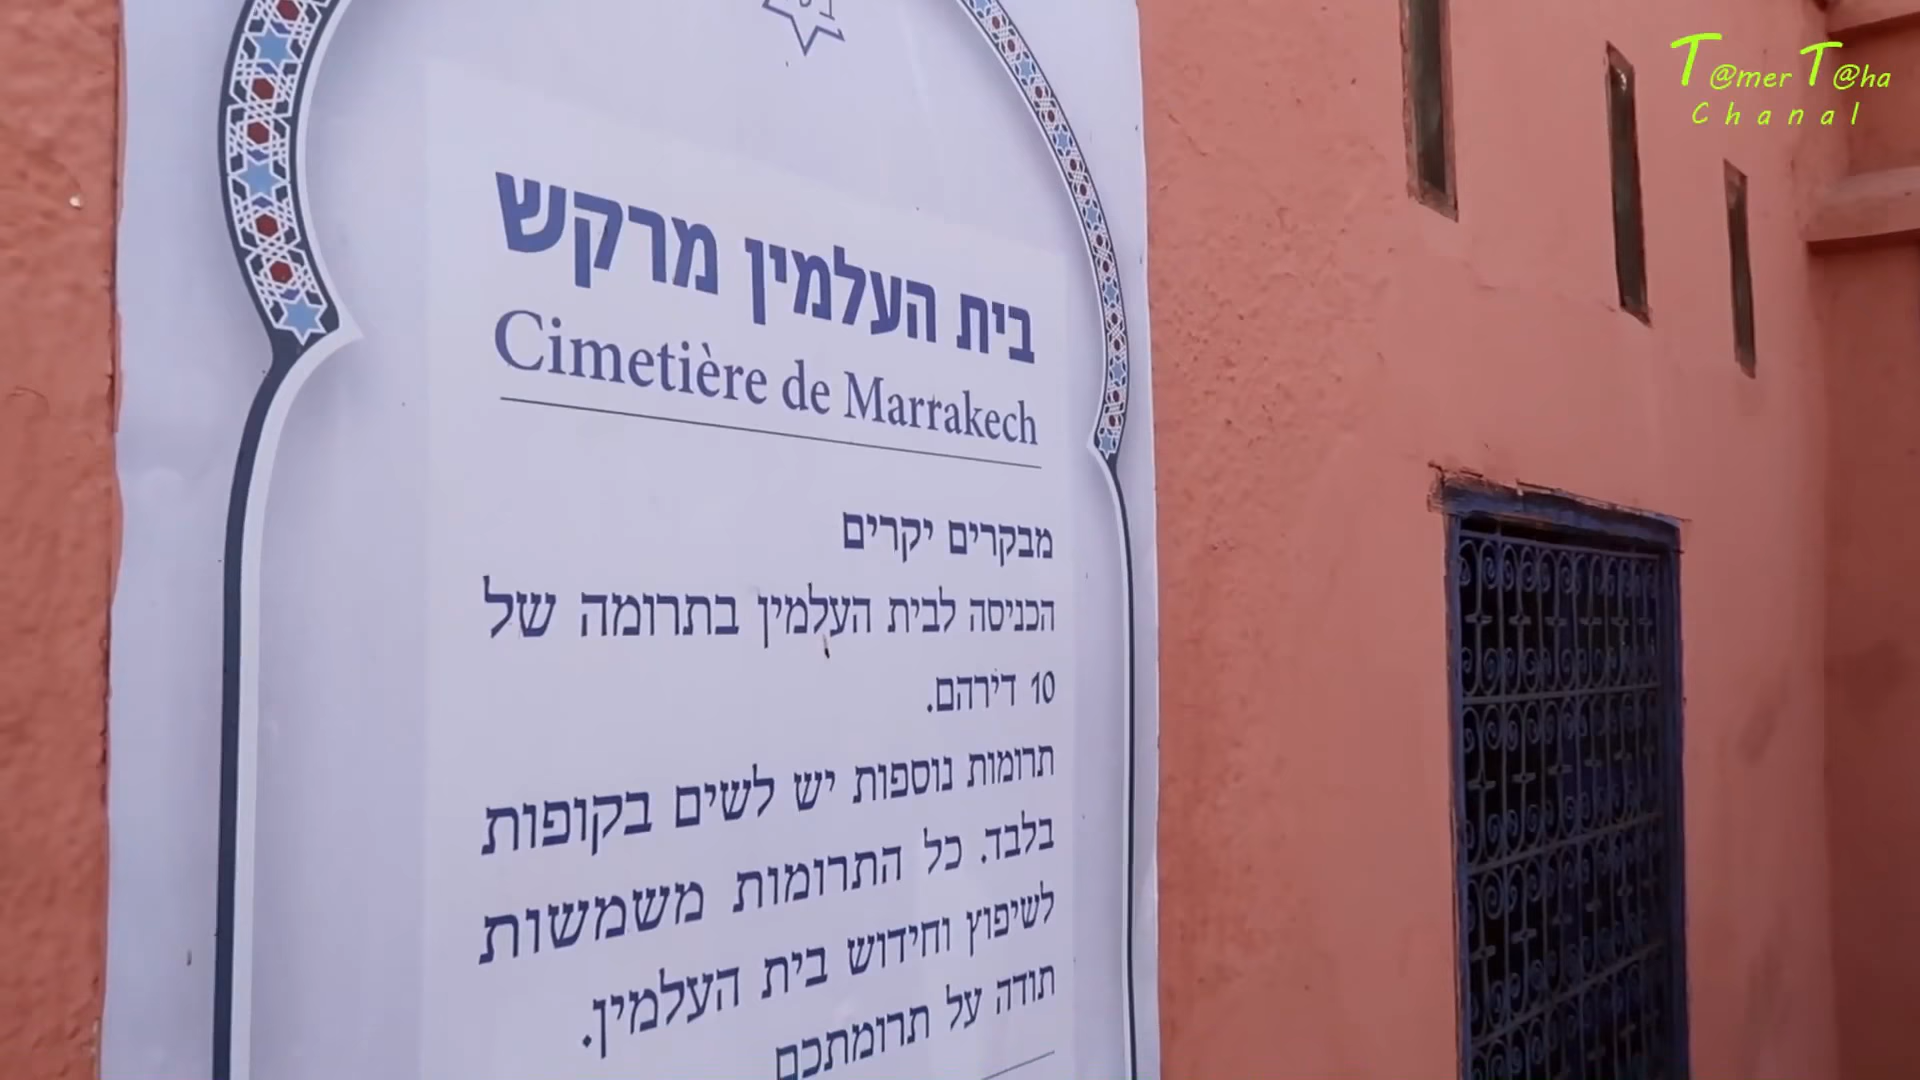 T@mer T@ha
Chanal
בית העלמין מרקש
Cimetière de Marrakech
מבקרים יקרים
הכניסה לבית העלמין בתרומה של
10 דירהם.
תרומות נוספות יש לשים בקופות
בלבד. כל התרומות משמשות
לשיפוץ וחידוש בית העלמין.
תודה על תרומתכם